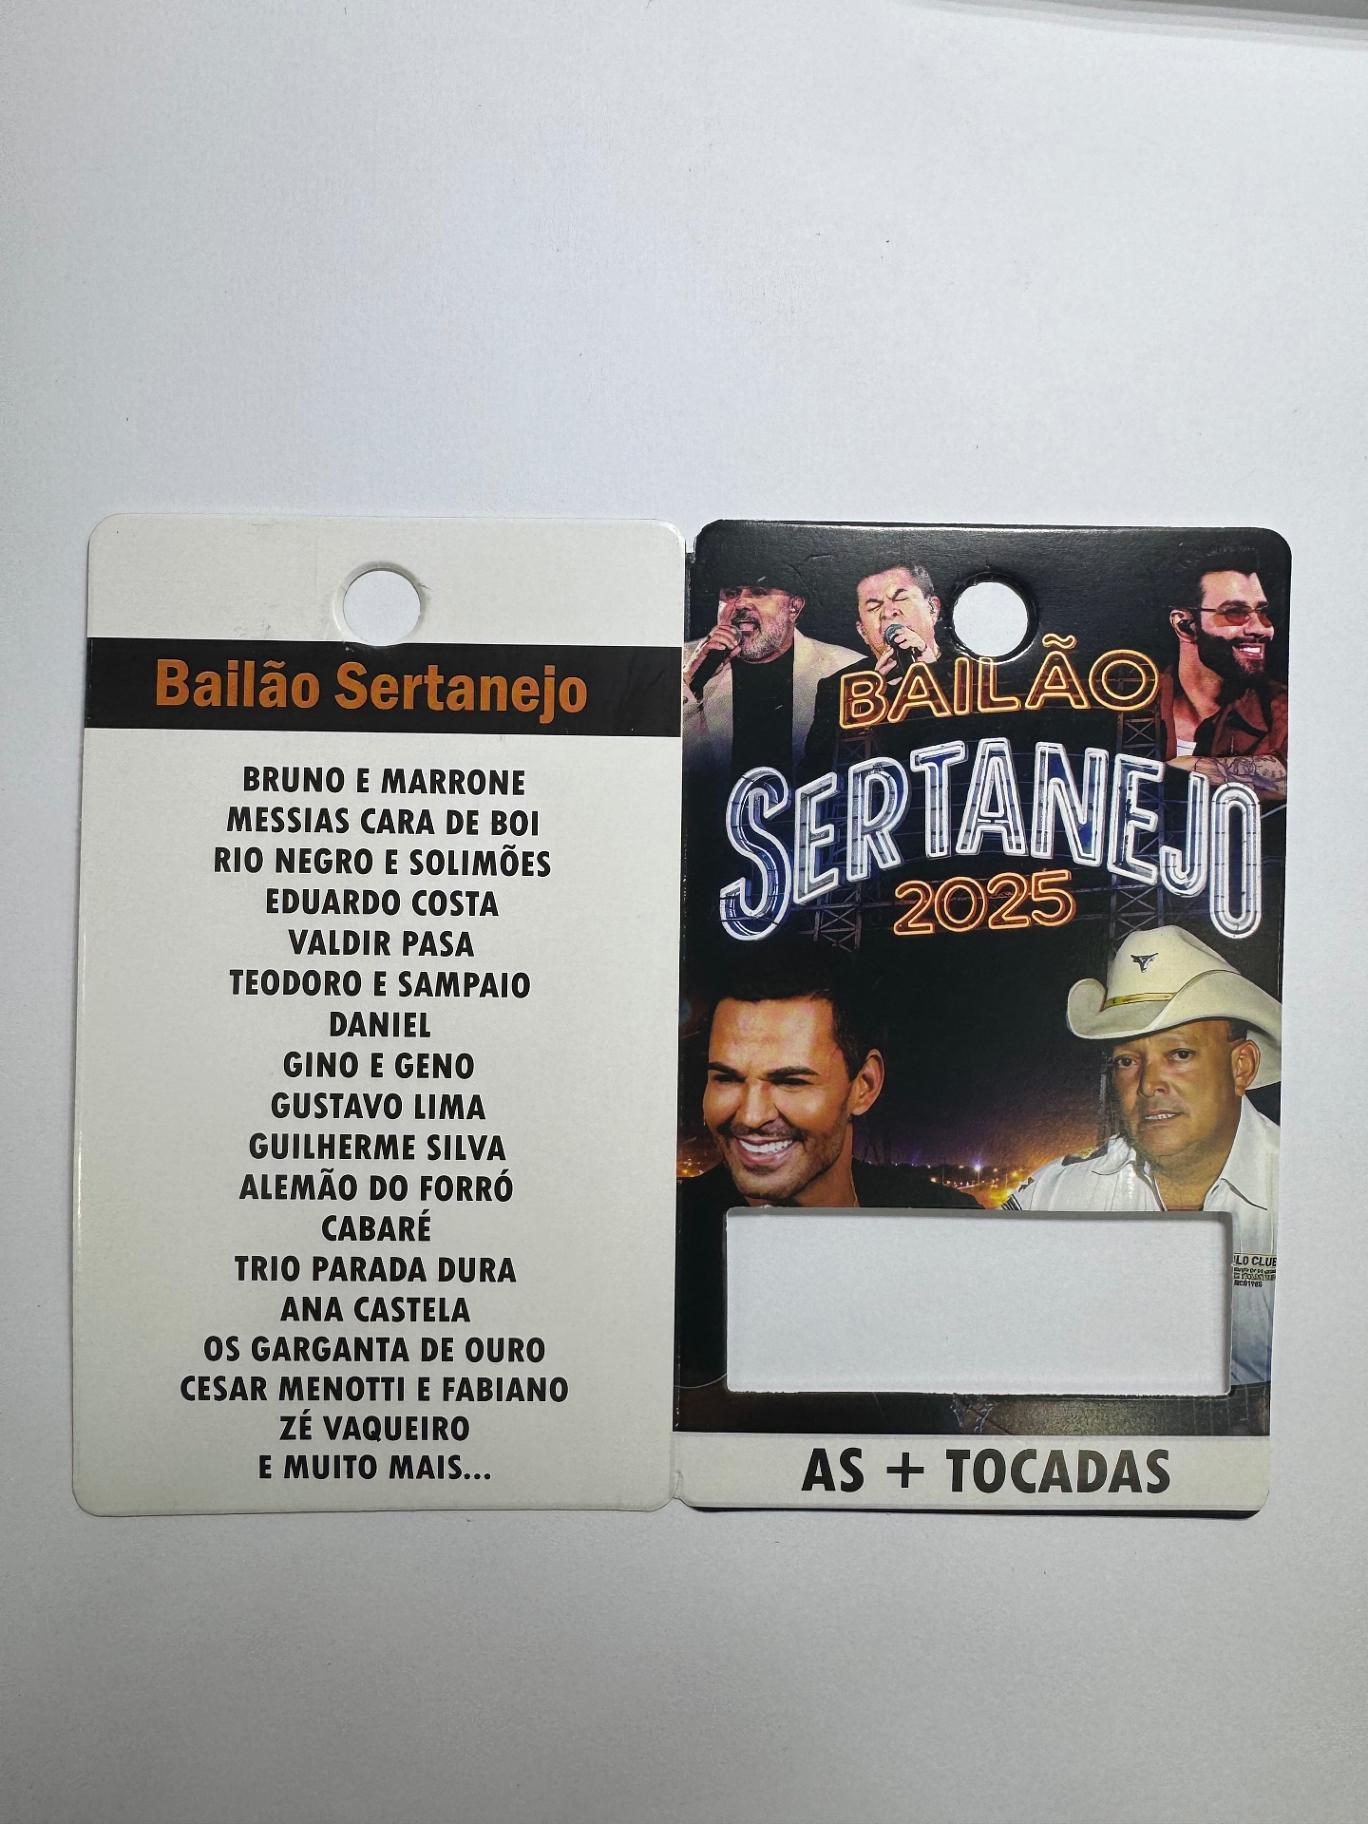 Bailão Sertanejo
BRUNO E MARRONE
MESSIAS CARA DE BOI
RIO NEGRO E SOLIMÕES
EDUARDO COSTA
VALDIR PASA
TEODORO E SAMPAIO
DANIEL
GINO E GENO
GUSTAVO LIMA
GUILHERME SILVA
ALEMÃO DO FORRÓ
CABARÉ
TRIO PARADA DURA
ANA CASTELA
OS GARGANTA DE OURO
CESAR MENOTTI E FABIANO
ZÉ VAQUEIRO
E MUITO MAIS...
BAILÃO
SERTANEJO
2025
LO CLUB
AS + TOCADAS